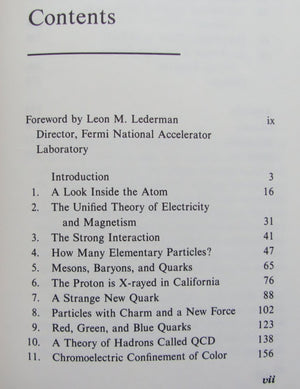 Contents
Foreword by Leon M. Lederman ix
Director, Fermi National Accelerator
Laboratory
Introduction 3
1. A Look Inside the Atom 16
2. The Unified Theory of Electricity
and Magnetism 31
3. The Strong Interaction 41
4. How Many Elementary Particles? 47
5. Mesons, Baryons, and Quarks 65
6. The Proton is X-rayed in California 76
7. A Strange New Quark 88
8. Particles with Charm and a New Force 102
9. Red, Green, and Blue Quarks 123
10. A Theory of Hadrons Called QCD 138
11. Chromoelectric Confinement of Color 156
vii